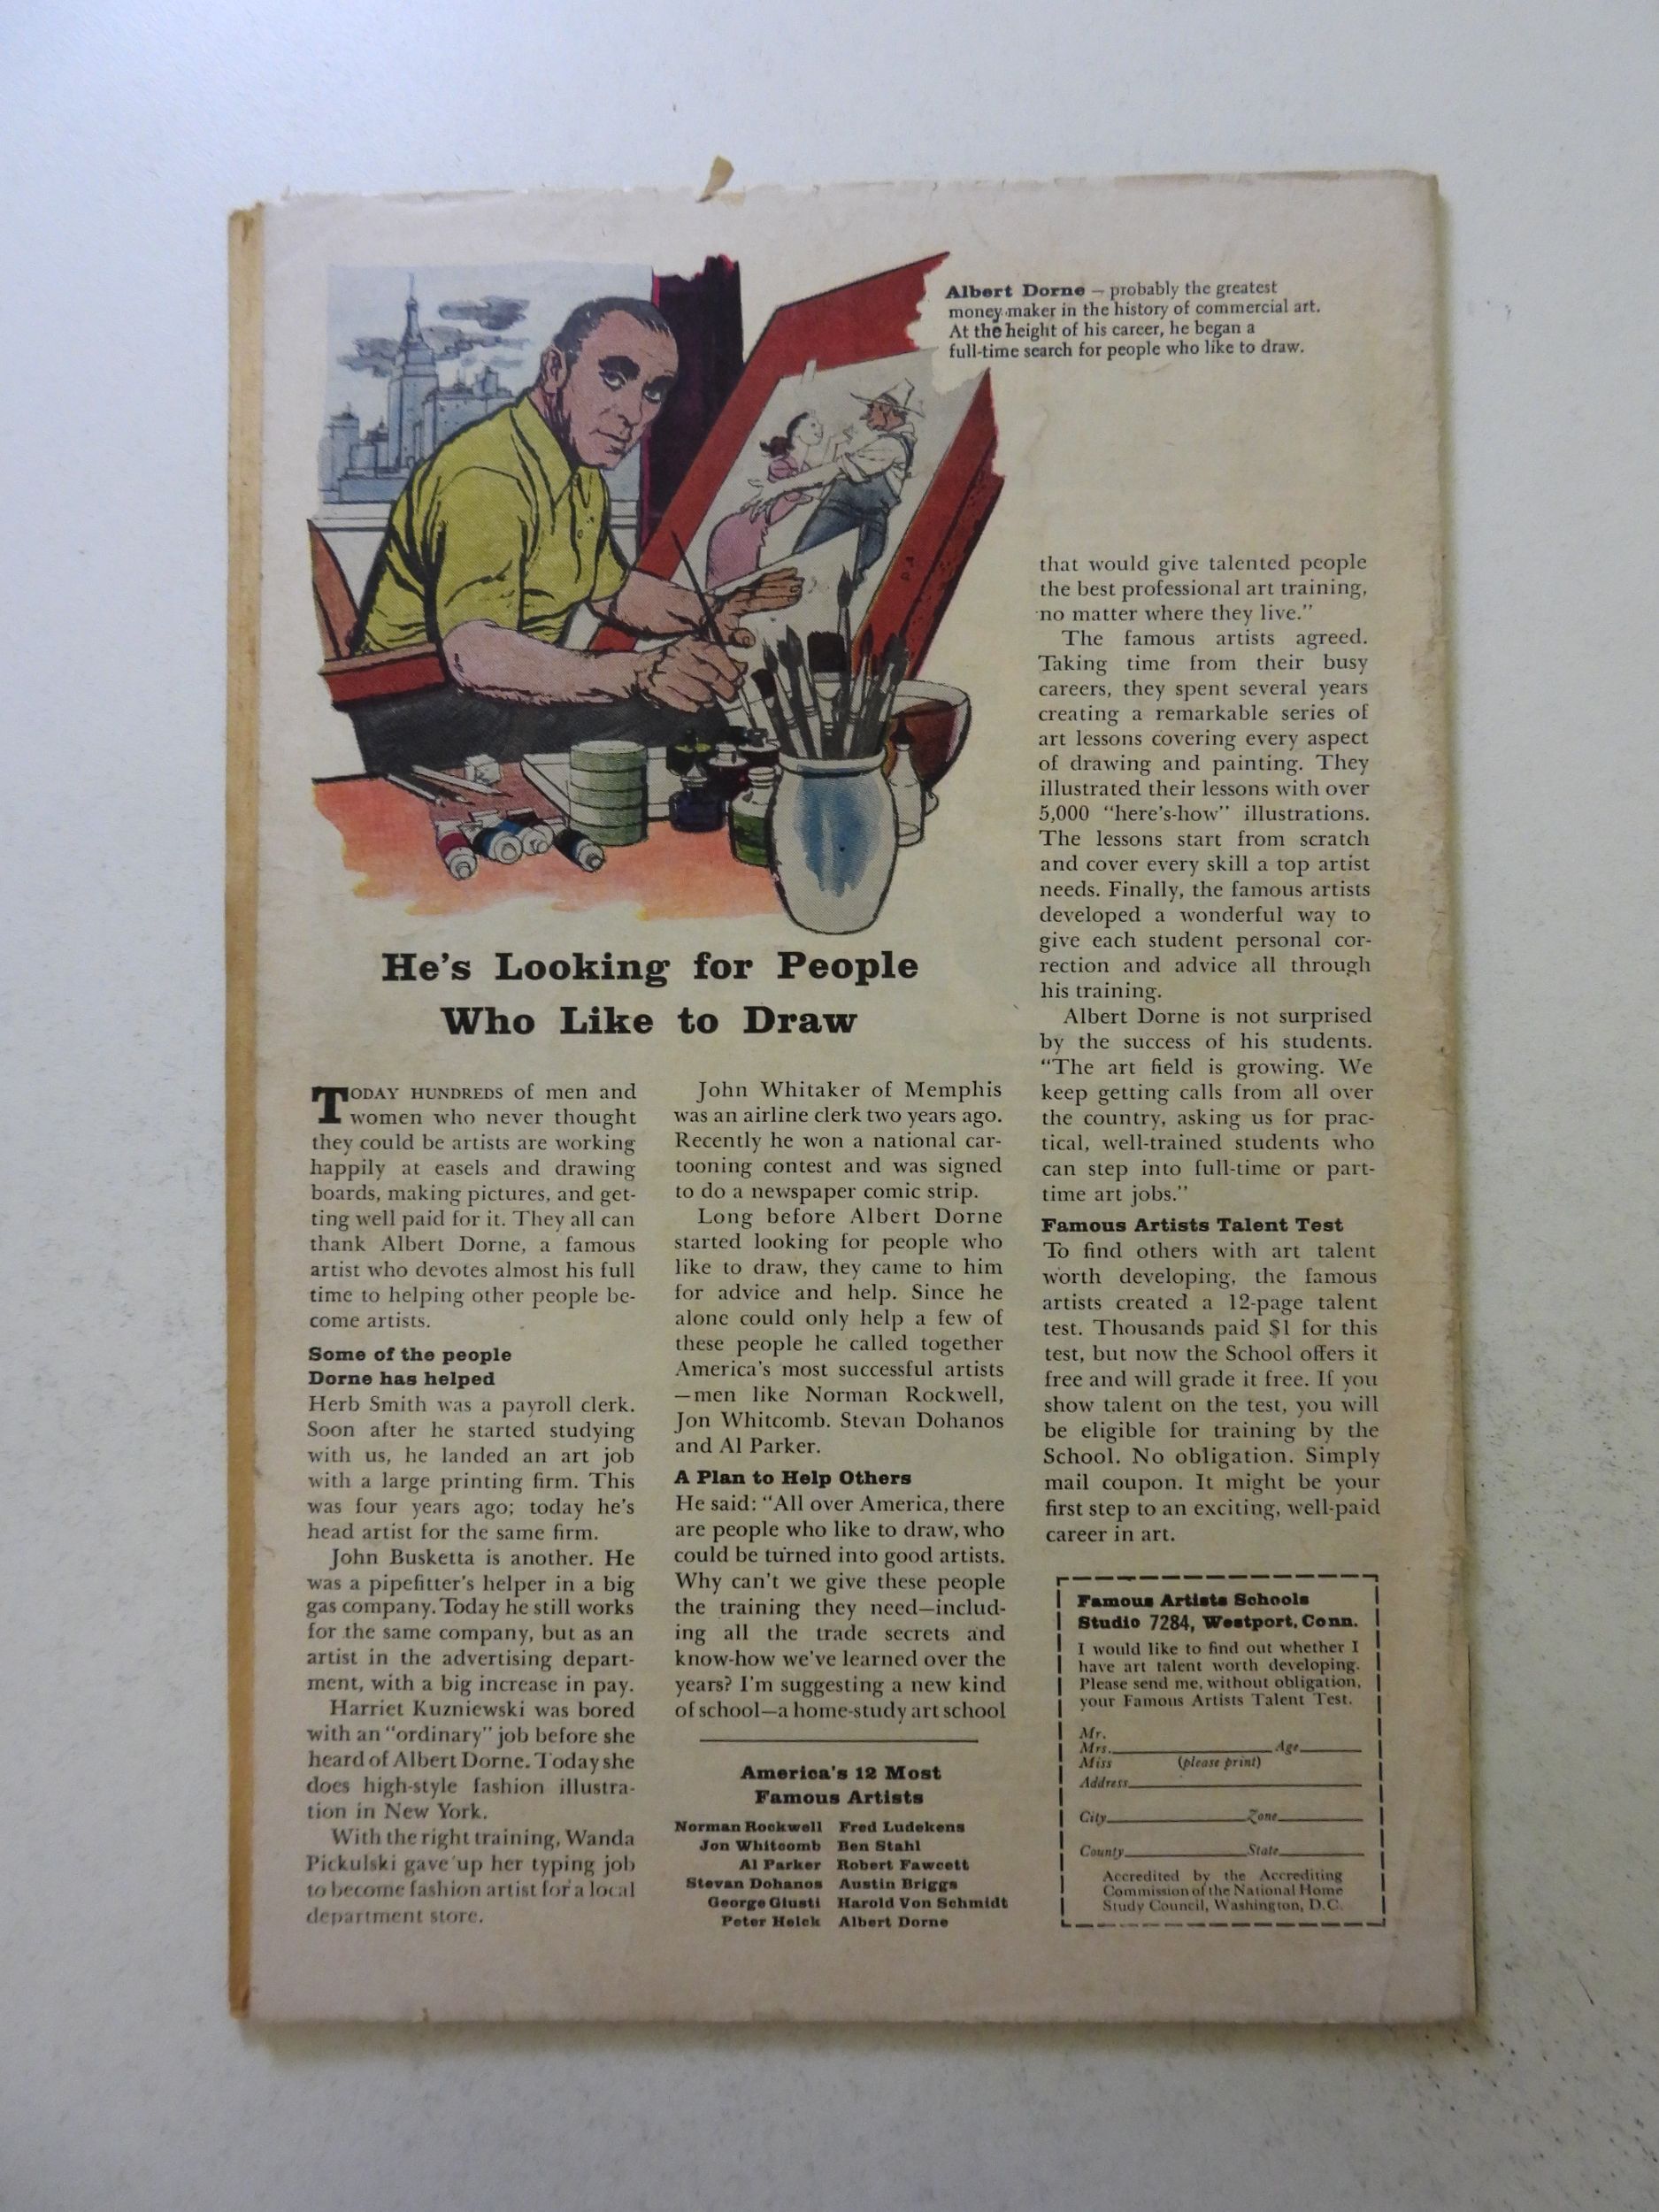 Albert Dorne – probably the greatest
money maker in the history of commercial art.
At the height of his career, he began a
full-time search for people who like to draw.
He's Looking for People
Who Like to Draw
TODAY HUNDREDS of men and
women who never thought
they could be artists are working
happily at easels and drawing
boards, making pictures, and get-
ting well paid for it. They all can
thank Albert Dorne, a famous
artist who devotes almost his full
time to helping other people be-
come artists.
Some of the people
Dorne has helped
Herb Smith was a payroll clerk.
Soon after he started studying
with us, he landed an art job
with a large printing firm. This
was four years ago; today he's
head artist for the same firm.
John Busketta is another. He
was a pipefitter's helper in a big
gas company. Today he still works
for the same company, but as an
artist in the advertising depart-
ment, with a big increase in pay.
Harriet Kuzniewski was bored
with an "ordinary" job before she
heard of Albert Dorne. Today she
does high-style fashion illustra-
tion in New York.
With the right training, Wanda
Pickulski gave up her typing job
to become fashion artist for a local
department store.
John Whitaker of Memphis
was an airline clerk two years ago.
Recently he won a national car-
tooning contest and was signed
to do a newspaper comic strip.
Long before Albert Dorne
started looking for people who
like to draw, they came to him
for advice and help. Since he
alone could only help a few of
these people he called together
America's most successful artists
—men like Norman Rockwell,
Jon Whitcomb. Stevan Dohanos
and Al Parker.
A Plan to Help Others
He said: "All over America, there
are people who like to draw, who
could be turned into good artists.
Why can't we give these people
the training they need—includ-
ing all the trade secrets and
know-how we've learned over the
years? I'm suggesting a new kind
of school—a home-study art school
America's 12 Most
Famous Artists
Norman Rockwell Fred Ludekens
Jon Whitcomb Ben Stahl
Al Parker Robert Fawcett
Stevan Dohanos Austin Briggs
George Giusti Harold Von Schmidt
Peter Helck Albert Dorne
that would give talented people
the best professional art training,
no matter where they live."
The famous artists agreed.
Taking time from their busy
careers, they spent several years
creating a remarkable series of
art lessons covering every aspect
of drawing and painting. They
illustrated their lessons with over
5,000 "here's-how" illustrations.
The lessons start from scratch
and cover every skill a top artist
needs. Finally, the famous artists
developed a wonderful way to
give each student personal cor-
rection and advice all through
his training.
Albert Dorne is not surprised
by the success of his students.
"The art field is growing. We
keep getting calls from all over
the country, asking us for prac-
tical, well-trained students who
can step into full-time or part-
time art jobs."
Famous Artists Talent Test
To find others with art talent
worth developing, the famous
artists created a 12-page talent
test. Thousands paid $1 for this
test, but now the School offers it
free and will grade it free. If you
show talent on the test, you will
be eligible for training by the
School. No obligation. Simply
mail coupon. It might be your
first step to an exciting, well-paid
career in art.
Famous Artists Schools
Studio 7284, Westport, Conn.
I would like to find out whether I
have art talent worth developing.
Please send me, without obligation,
your Famous Artists Talent Test.
Mr.
Mrs. Age
Miss (please print)
Address
City Zone
County State
Accredited by the Accrediting
Commission of the National Home
Study Council, Washington, D.C.